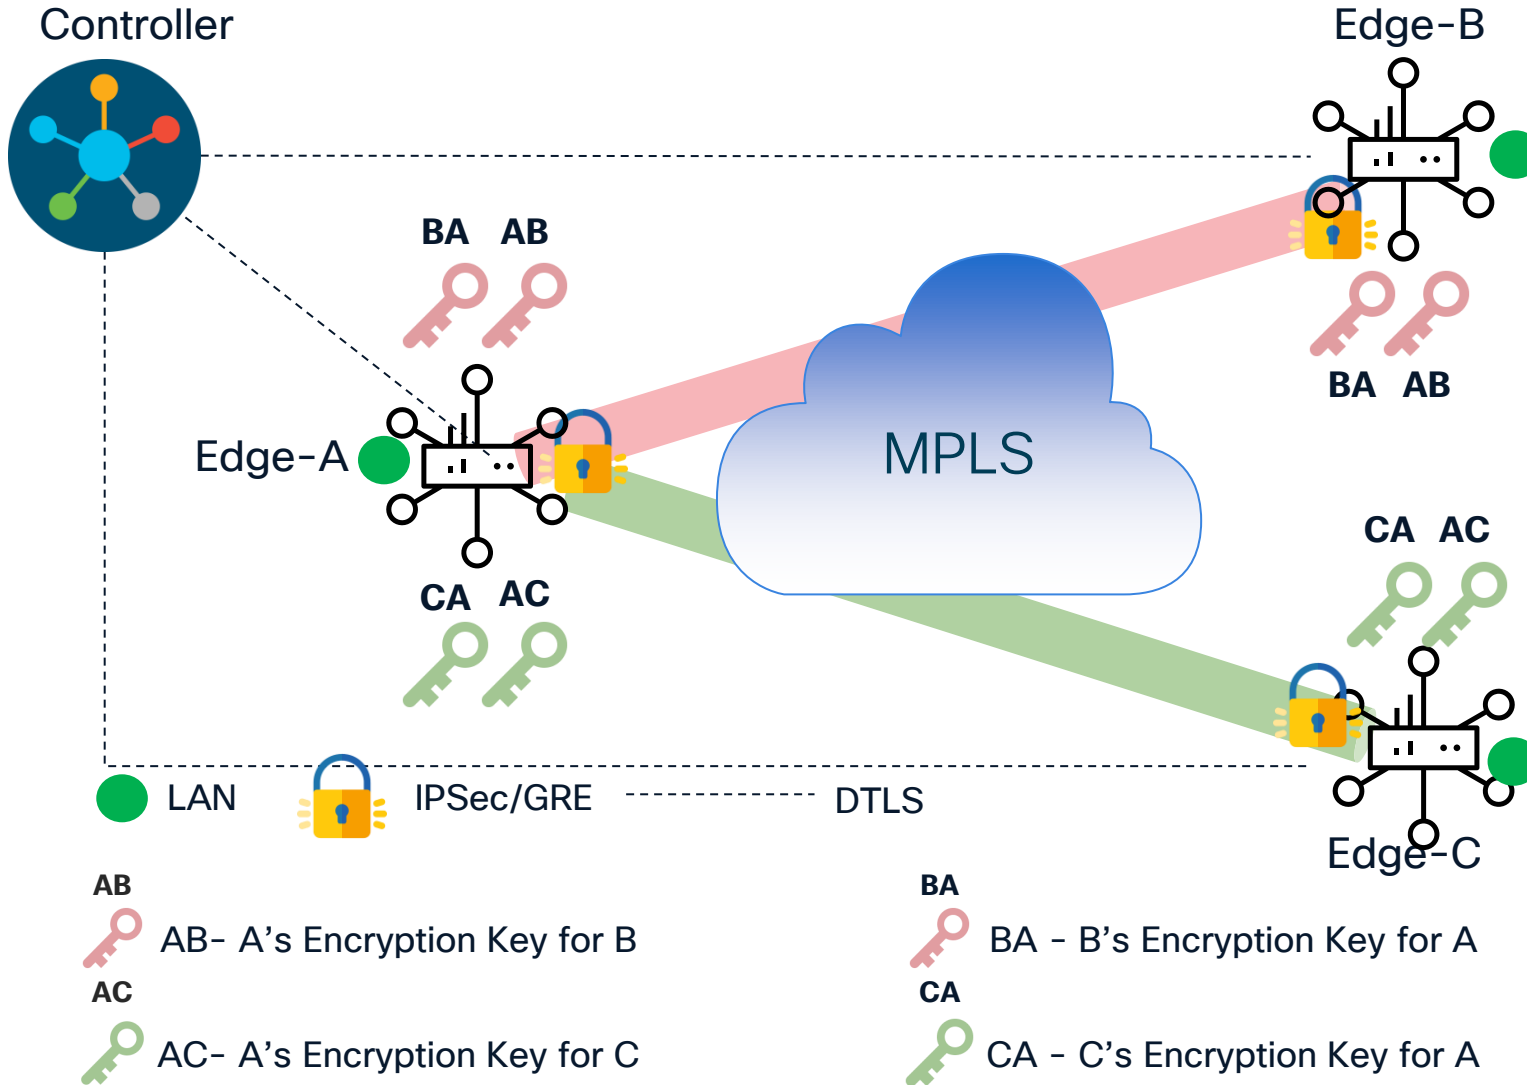 Controller
Edge-B
BA AB
BA AB
Edge-A
MPLS
CA AC
CA AC
LAN
IPSec/GRE
DTLS
Edge-C
AB
AB- A's Encryption Key for B
BA
BA - B's Encryption Key for A
AC
AC- A's Encryption Key for C
CA
CA - C's Encryption Key for A